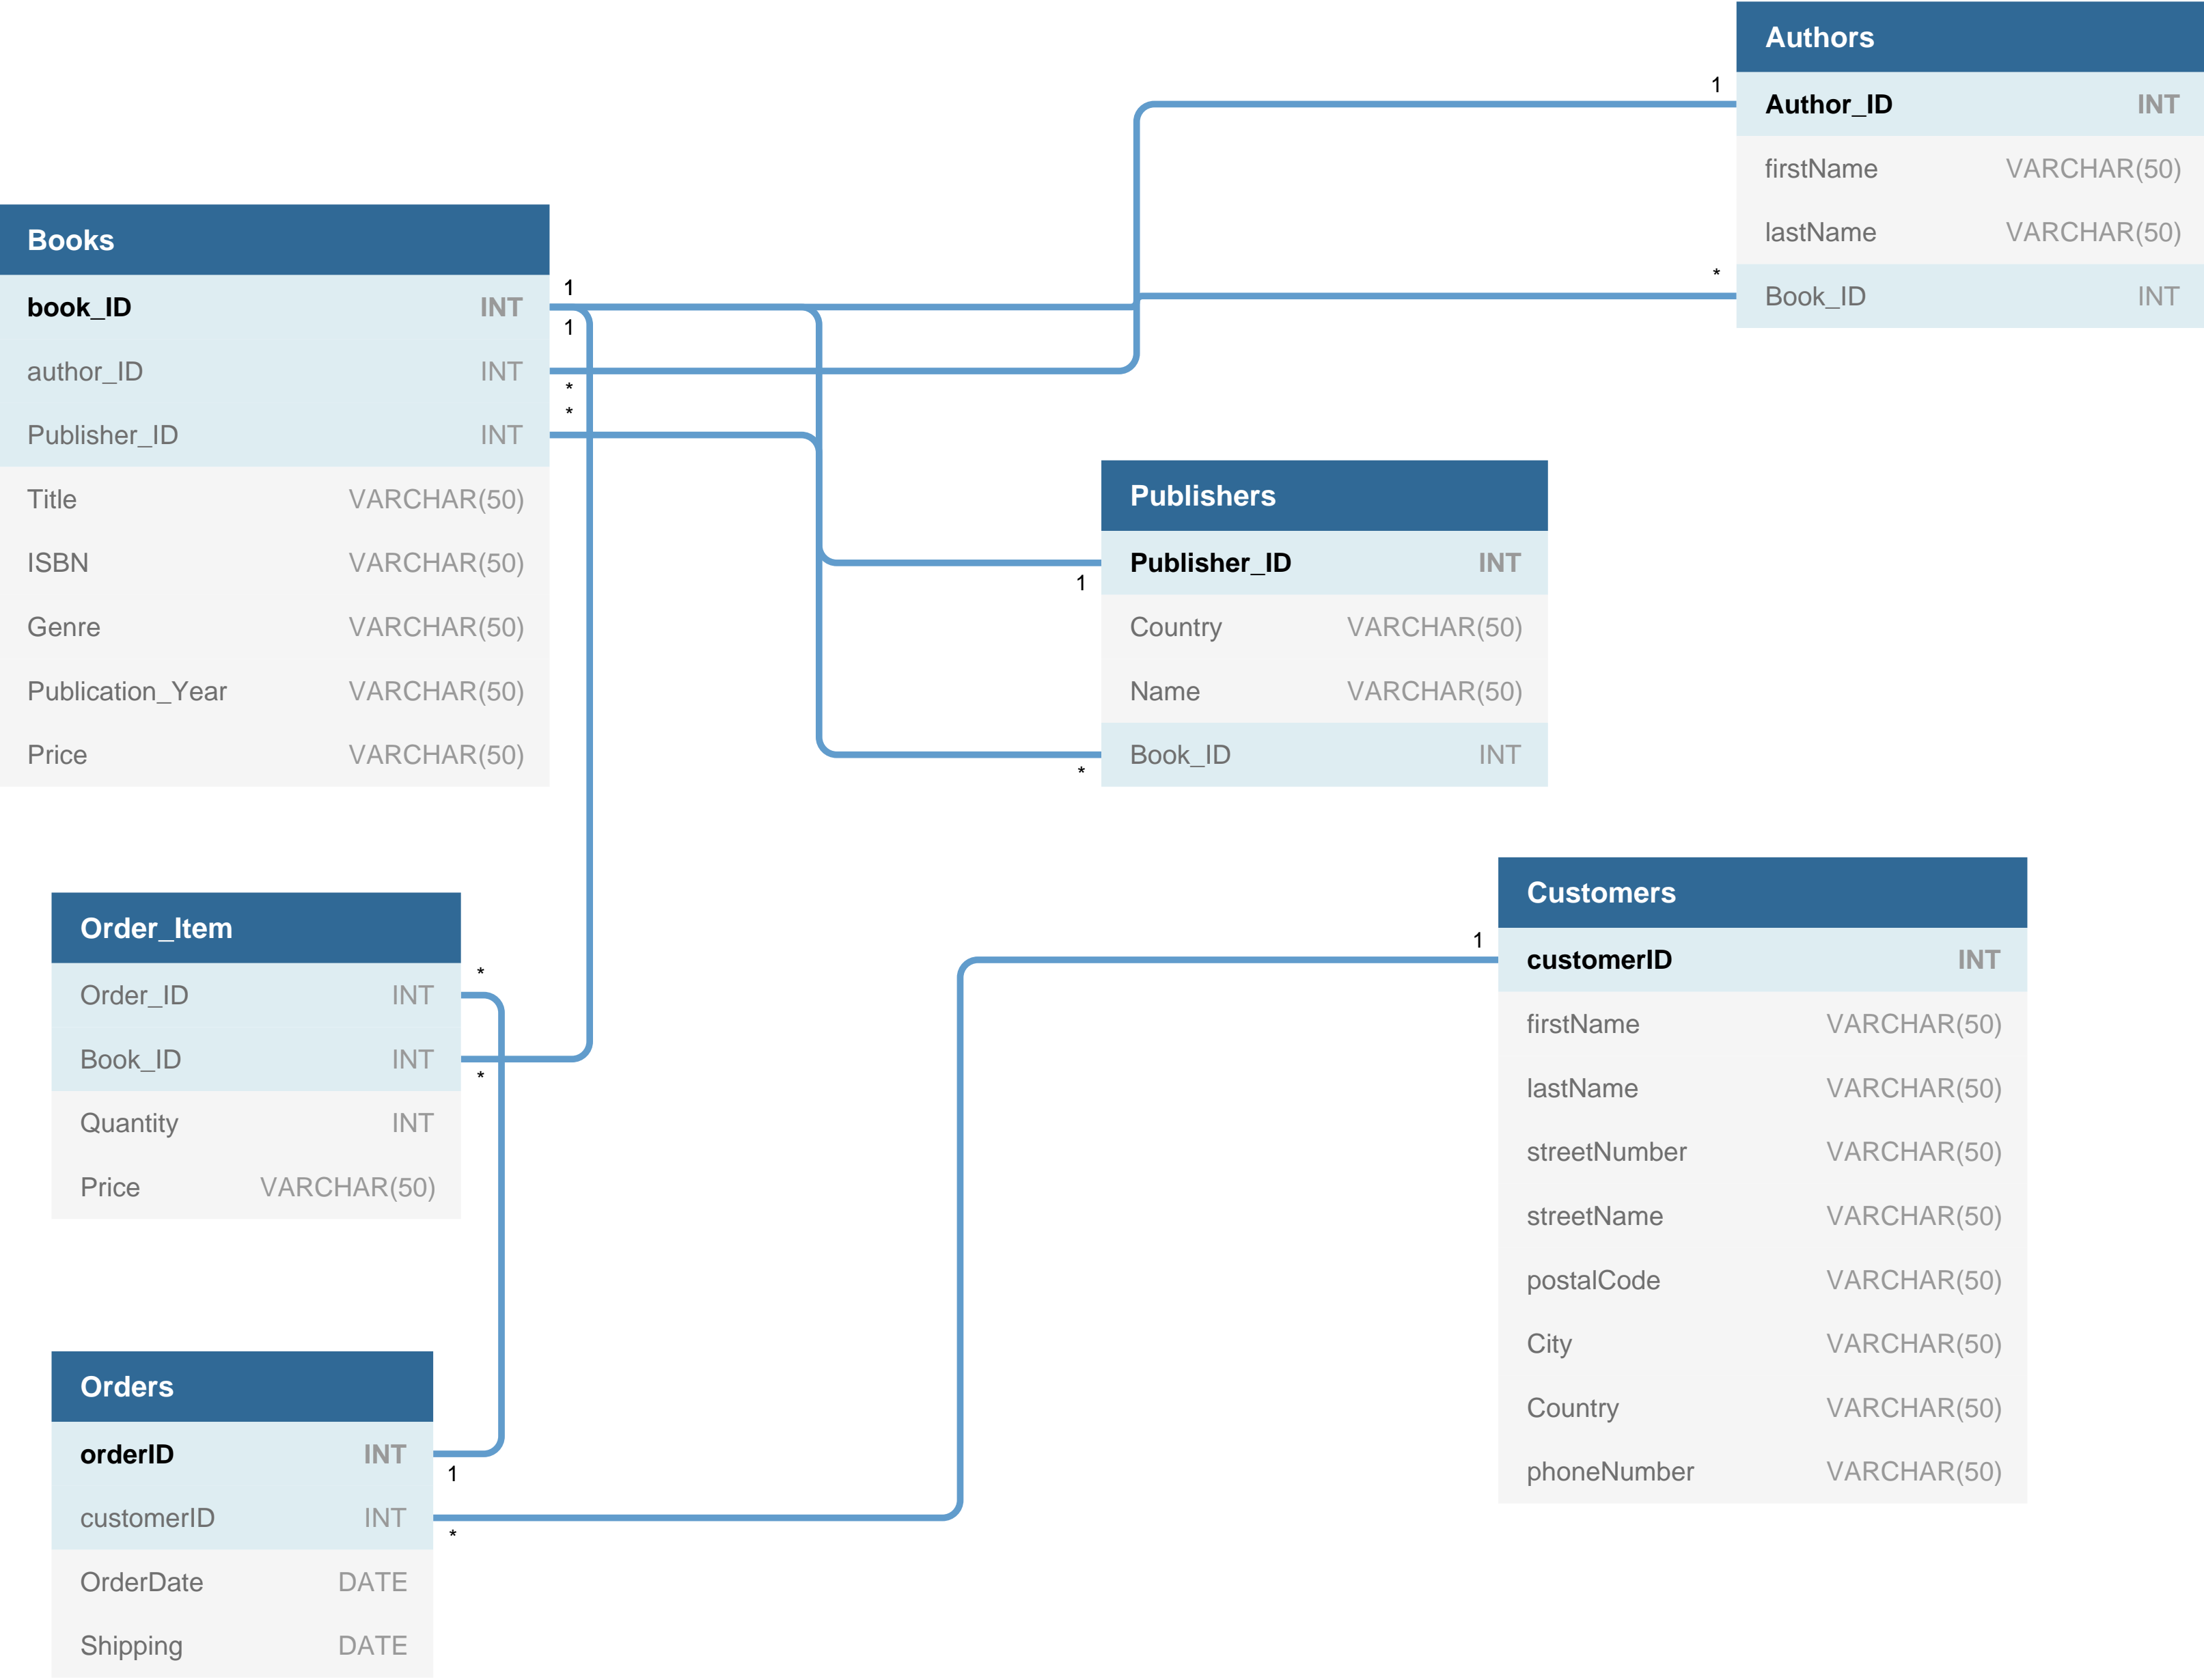 Authors
Author_ID INT
firstName VARCHAR(50)
lastName VARCHAR(50)
Book_ID INT
1
*
Books
book_ID INT
author_ID INT
Publisher_ID INT
Title VARCHAR(50)
ISBN VARCHAR(50)
Genre VARCHAR(50)
Publication_Year VARCHAR(50)
Price VARCHAR(50)
1
1
*
*
Publishers
Publisher_ID INT
Country VARCHAR(50)
Name VARCHAR(50)
Book_ID INT
1
*
Order_Item
Order_ID INT
Book_ID INT
Quantity INT
Price VARCHAR(50)
*
*
Customers
customerID INT
firstName VARCHAR(50)
lastName VARCHAR(50)
streetNumber VARCHAR(50)
streetName VARCHAR(50)
postalCode VARCHAR(50)
City VARCHAR(50)
Country VARCHAR(50)
phoneNumber VARCHAR(50)
1
Orders
orderID INT
customerID INT
OrderDate DATE
Shipping DATE
1
*